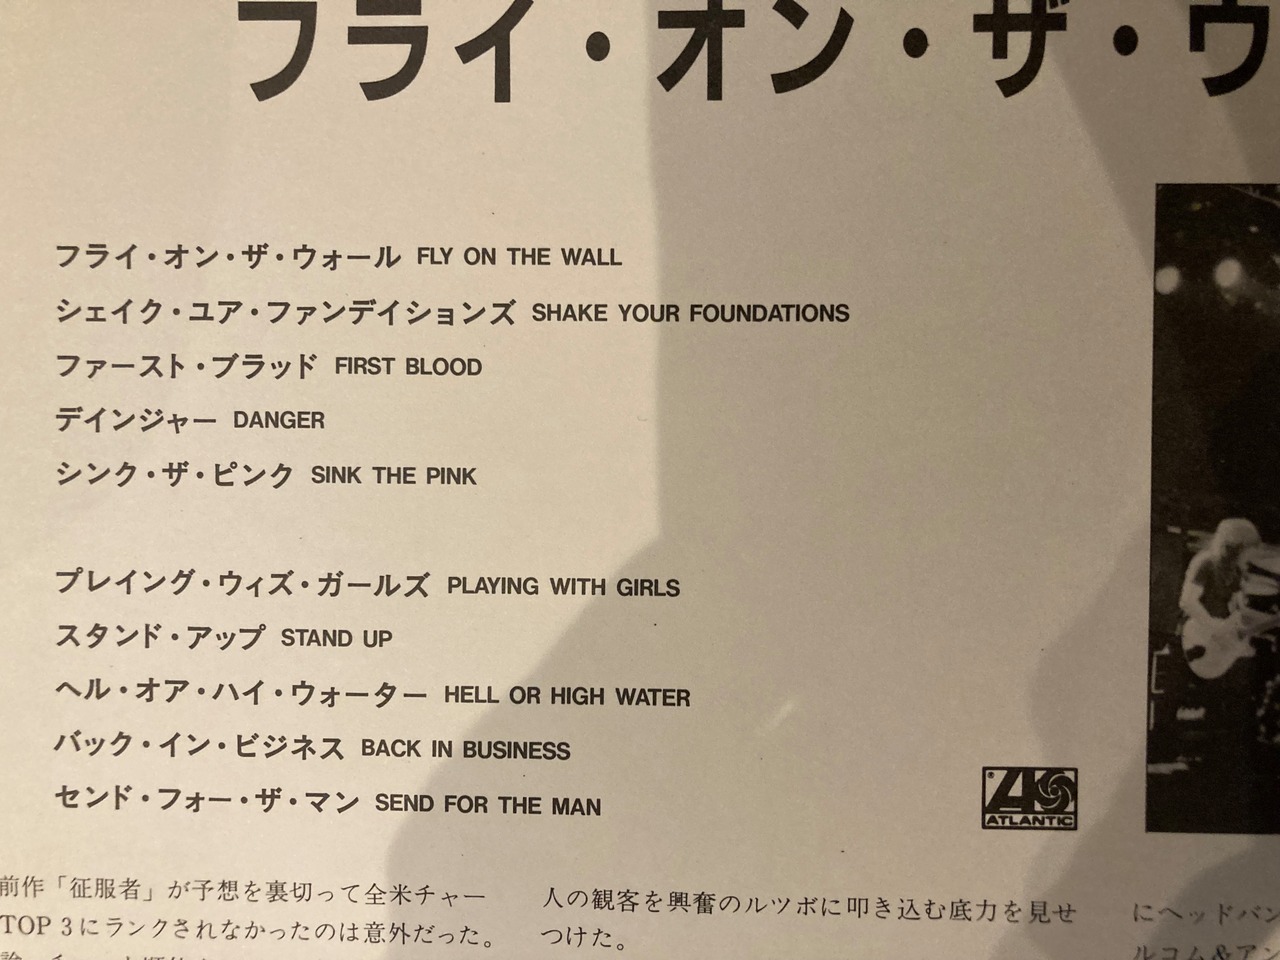 フライ・オン・ザ・ウ
フライ・オン・ザ・ウォール FLY ON THE WALL
シェイク・ユア・ファンデイションズ SHAKE YOUR FOUNDATIONS
ファースト・ブラッド FIRST BLOOD
デインジャー DANGER
シンク・ザ・ピンク SINK THE PINK
プレイング・ウィズ・ガールズ PLAYING WITH GIRLS
スタンド・アップ STAND UP
ヘル・オア・ハイ・ウォーター HELL OR HIGH WATER
バック・イン・ビジネス BACK IN BUSINESS
センド・フォー・ザ・マン SEND FOR THE MAN
ATLANTIC
前作「征服者」が予想を裏切って全米チャー
TOP 3にランクされなかったのは意外だった。
人の観客を興奮のルツボに叩き込む底力を見せ
つけた。
にヘッドバン
ルコム&アン